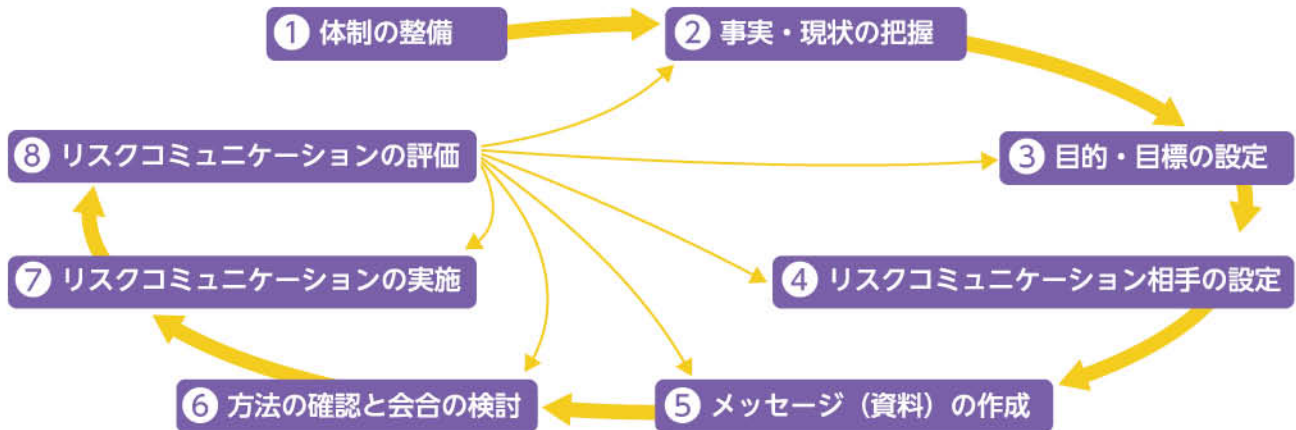 ① 体制の整備
② 事実・現状の把握
③ 目的・目標の設定
④ リスクコミュニケーション相手の設定
⑤ メッセージ（資料）の作成
⑥ 方法の確認と会合の検討
⑦ リスクコミュニケーションの実施
⑧ リスクコミュニケーションの評価